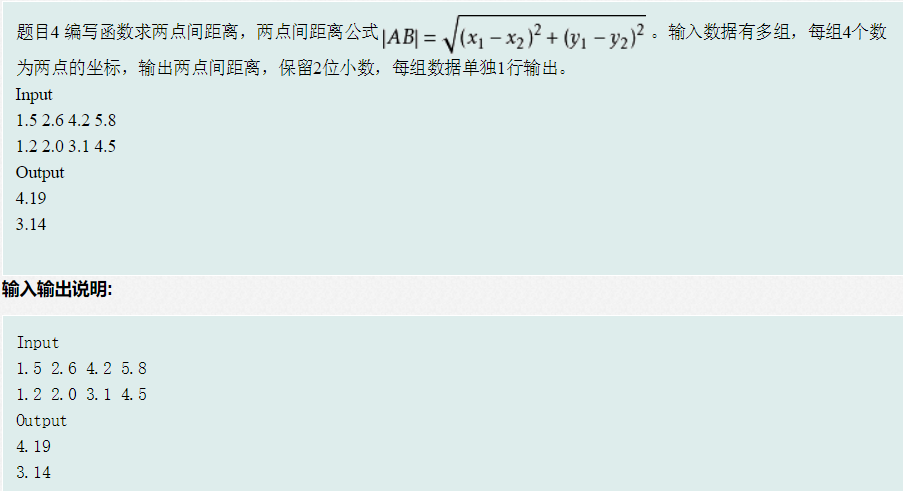 题目4 编写函数求两点间距离，两点间距离公式|AB| = √((x₁ − x₂)² + (y₁ − y₂)²) 。输入数据有多组，每组4个数
为两点的坐标，输出两点间距离，保留2位小数，每组数据单独1行输出。
Input
1.5 2.6 4.2 5.8
1.2 2.0 3.1 4.5
Output
4.19
3.14
输入输出说明:
Input
1.5 2.6 4.2 5.8
1.2 2.0 3.1 4.5
Output
4.19
3.14